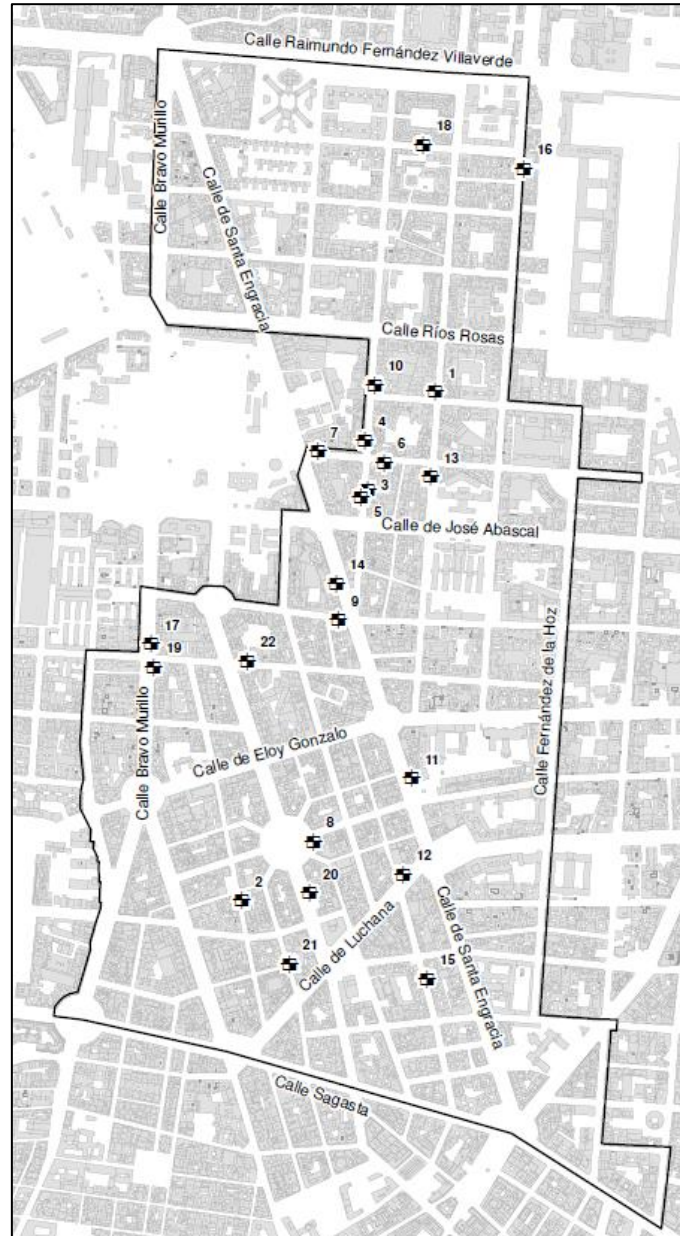 Calle Raimundo Fernández Villaverde
18
16
Calle Bravo Murillo
Calle de Santa Engracia
Calle Ríos Rosas
10
1
4
7
6
13
3
5
Calle de José Abascal
14
9
17
22
19
Calle Fernández de la Hoz
Calle Bravo Murillo
Calle de Eloy Gonzalo
11
8
12
2
20
Calle de Luchana
Calle de Santa Engracia
21
15
Calle Sagasta